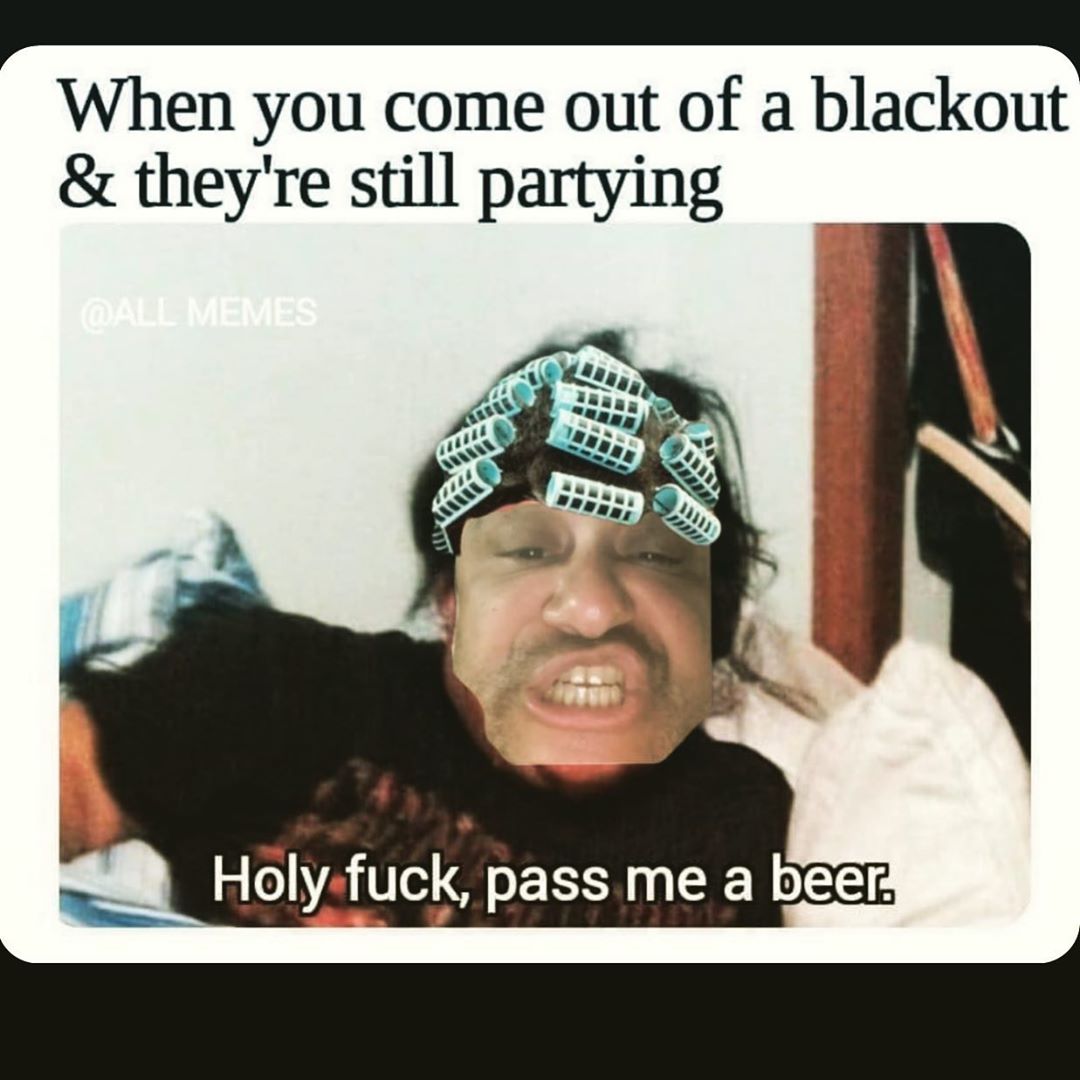 When you come out of a blackout
& they're still partying
@ALL MEMES
Holy fuck, pass me a beer.